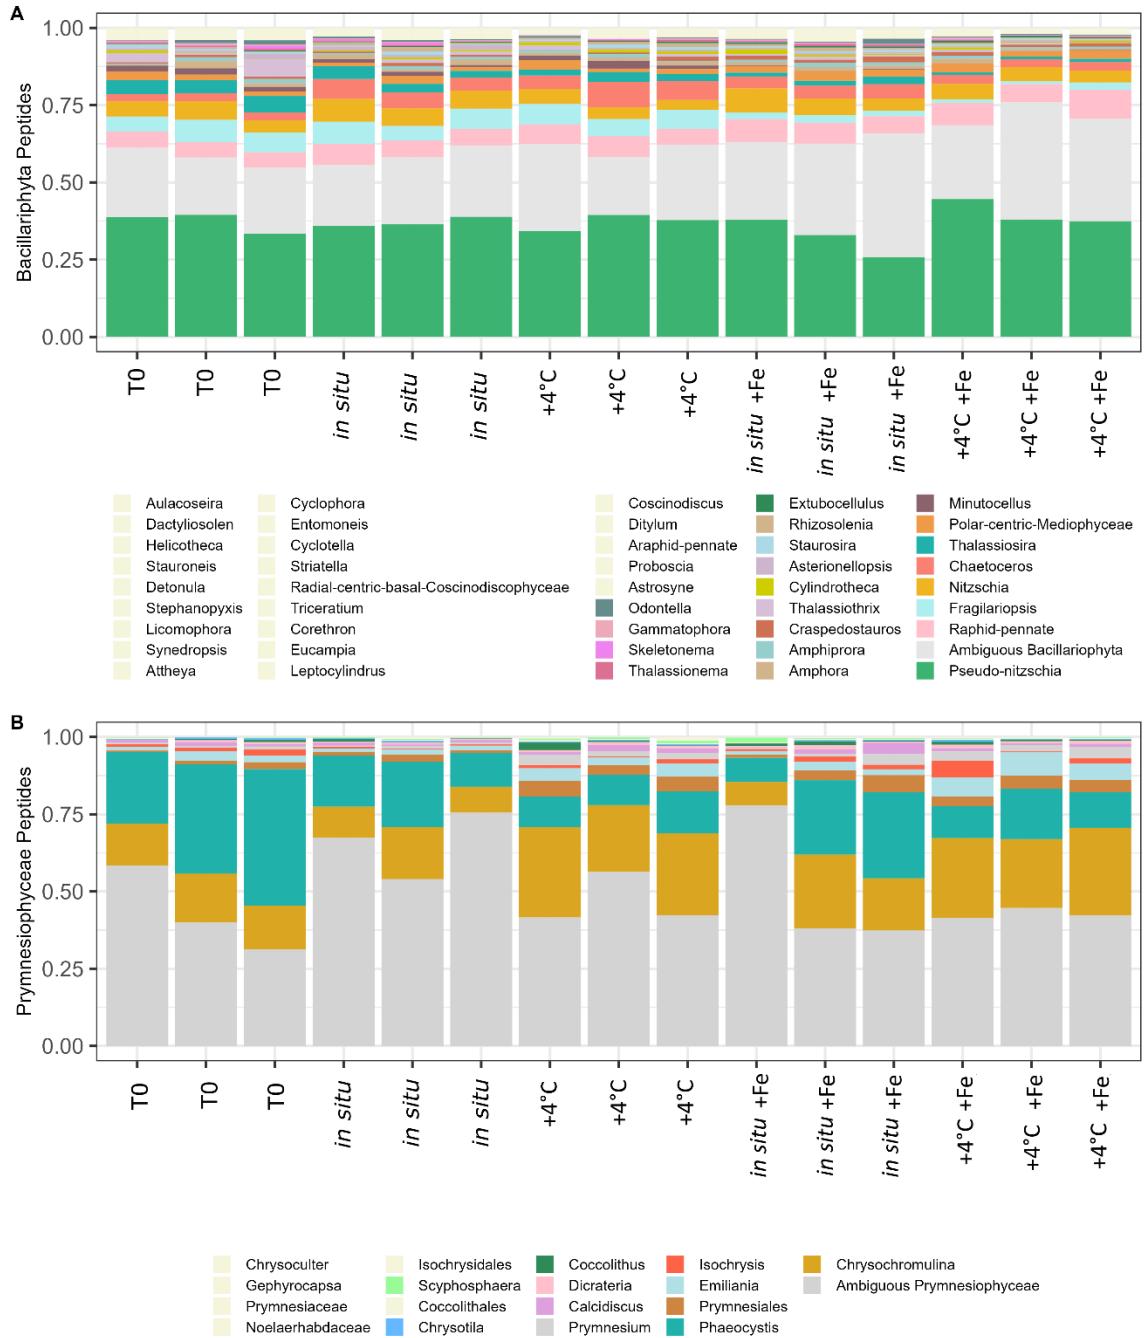 A
Bacillariphyta Peptides
1.00
0.75
0.50
0.25
0.00
T0
T0
T0
in situ
in situ
in situ
+4°C
+4°C
+4°C
in situ +Fe
in situ +Fe
in situ +Fe
+4°C +Fe
+4°C +Fe
+4°C +Fe
Aulacoseira
Dactyliosolen
Helicotheca
Stauroneis
Detonula
Stephanopyxis
Licomophora
Synedropsis
Attheya
Cyclophora
Entomoneis
Cyclotella
Striatella
Radial-centric-basal-Coscinodiscophyceae
Triceratium
Corethron
Eucampia
Leptocylindrus
Coscinodiscus
Ditylum
Araphid-pennate
Proboscia
Astrosyne
Odontella
Gammatophora
Skeletonema
Thalassionema
Extubocellulus
Rhizosolenia
Staurosira
Asterionellopsis
Cylindrotheca
Thalassiothrix
Craspedostauros
Amphiprora
Amphora
Minutocellus
Polar-centric-Mediophyceae
Thalassiosira
Chaetoceros
Nitzschia
Fragilariopsis
Raphid-pennate
Ambiguous Bacillariophyta
Pseudo-nitzschia
B
Prymnesiophyceae Peptides
1.00
0.75
0.50
0.25
0.00
T0
T0
T0
in situ
in situ
in situ
+4°C
+4°C
+4°C
in situ +Fe
in situ +Fe
in situ +Fe
+4°C +Fe
+4°C +Fe
+4°C +Fe
Chrysoculter
Gephyrocapsa
Prymnesiaceae
Noelaerhabdaceae
Isochrysidales
Scyphosphaera
Coccolithales
Chrysotila
Coccolithus
Dicrateria
Calcidiscus
Prymnesium
Isochrysis
Emiliania
Prymnesiales
Phaeocystis
Chrysochromulina
Ambiguous Prymnesiophyceae